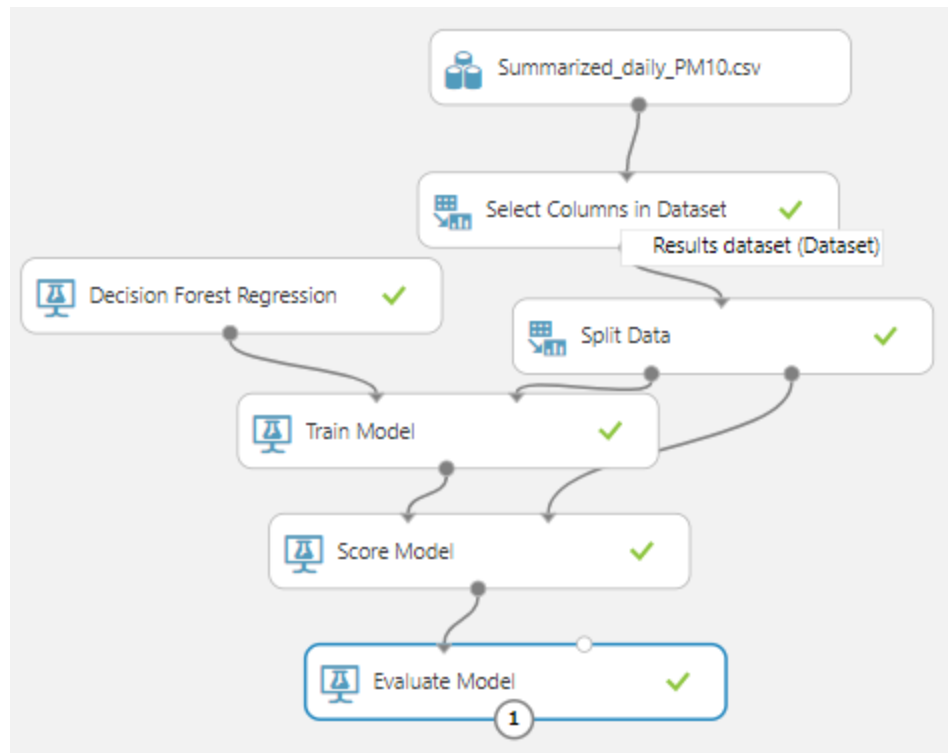 Summarized_daily_PM10.csv
Select Columns in Dataset
Results dataset (Dataset)
Decision Forest Regression
Split Data
Train Model
Score Model
Evaluate Model
1